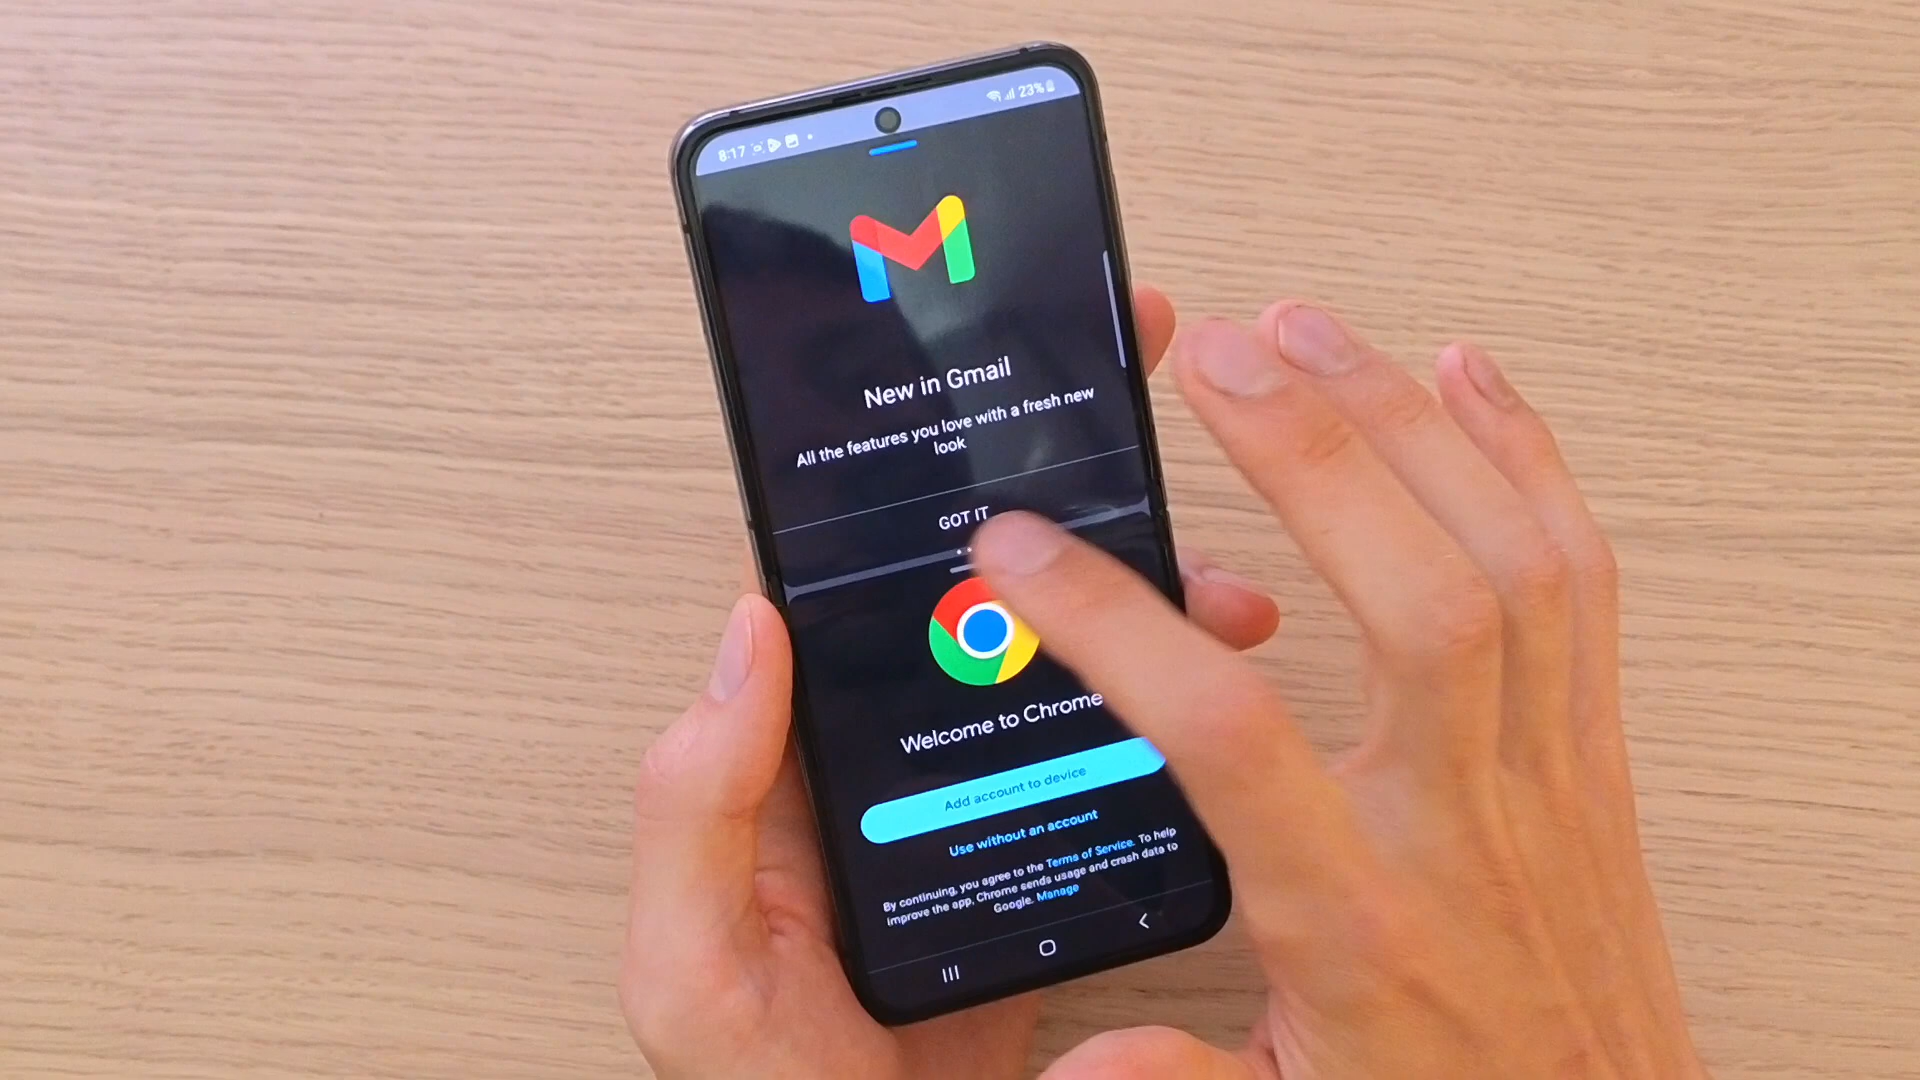 8:17
23%
New in Gmail
All the features you love with a fresh new
look
GOT IT
Welcome to Chrome
Add account to device
Use without an account
By continuing, you agree to the Terms of Service. To help
improve the app, Chrome sends usage and crash data to
Google. Manage